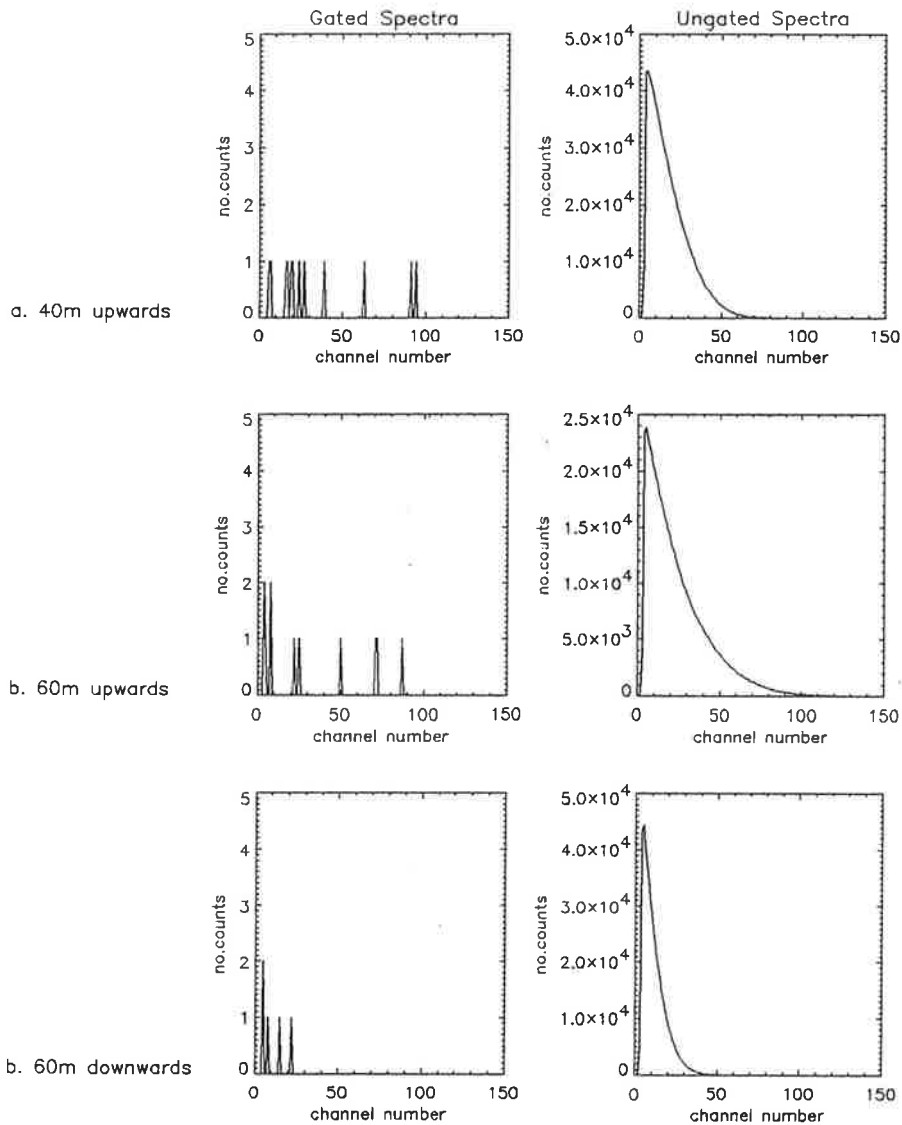 Gated Spectra
Ungated Spectra
a. 40m upwards
no.counts
5
4
3
2
1
0
0 50 100 150
channel number
no.counts
5.0×10^4
4.0×10^4
3.0×10^4
2.0×10^4
1.0×10^4
0
0 50 100 150
channel number
b. 60m upwards
no.counts
5
4
3
2
1
0
0 50 100 150
channel number
no.counts
2.5×10^4
2.0×10^4
1.5×10^4
1.0×10^4
5.0×10^3
0
0 50 100 150
channel number
b. 60m downwards
no.counts
5
4
3
2
1
0
0 50 100 150
channel number
no.counts
5.0×10^4
4.0×10^4
3.0×10^4
2.0×10^4
1.0×10^4
0
0 50 100 150
channel number